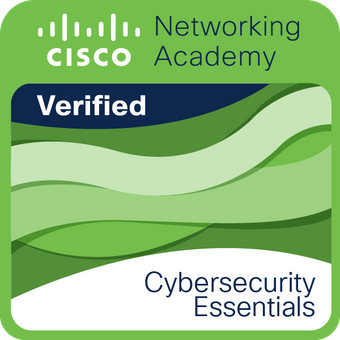 CISCO
Networking
Academy
Verified
Cybersecurity
Essentials